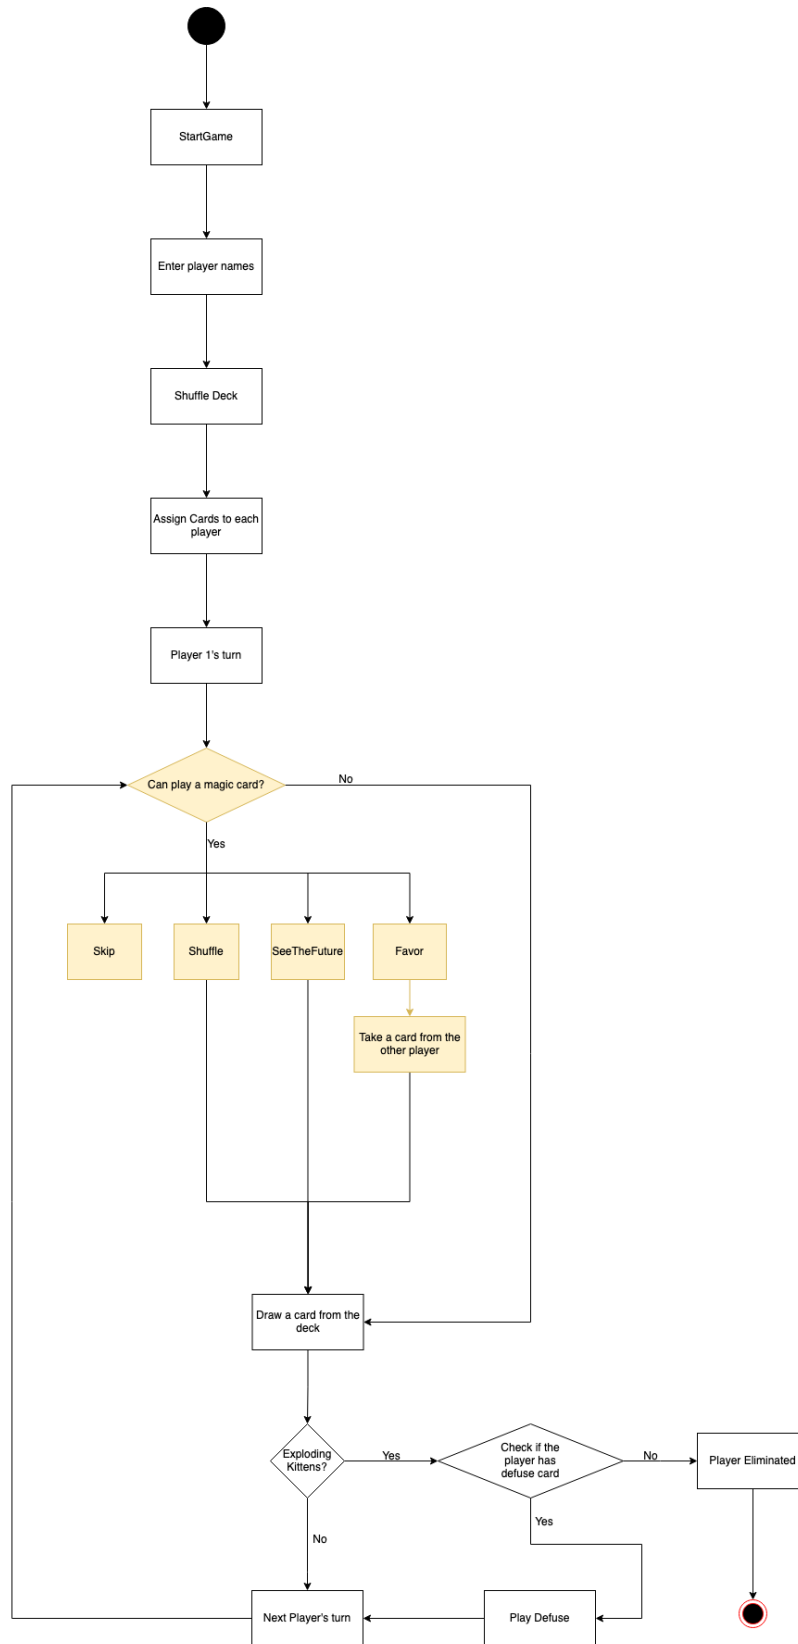 StartGame
Enter player names
Shuffle Deck
Assign Cards to each
player
Player 1's turn
Can play a magic card?
No
Yes
Skip
Shuffle
SeeTheFuture
Favor
Take a card from the
other player
Draw a card from the
deck
Exploding
Kittens?
Yes
Check if the
player has
defuse card
No
Player Eliminated
Yes
No
Next Player's turn
Play Defuse